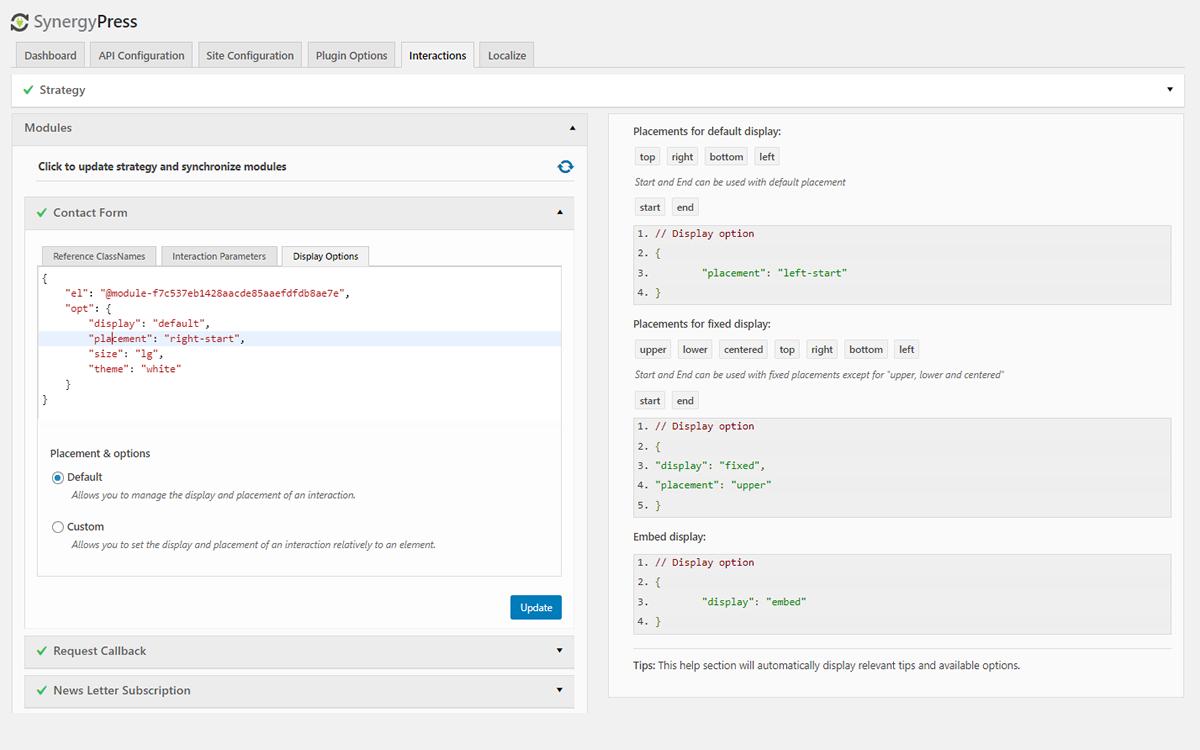 SynergyPress
Dashboard
API Configuration
Site Configuration
Plugin Options
Interactions
Localize
Strategy
Modules
Click to update strategy and synchronize modules
Contact Form
Reference ClassNames
Interaction Parameters
Display Options
{
"el": "@module-f7c537eb1428aacde85aaefdfdb8ae7e",
"opt": {
"display": "default",
"placement": "right-start",
"size": "lg",
"theme": "white"
}
}
Placement & options
Default
Allows you to manage the display and placement of an interaction.
Custom
Allows you to set the display and placement of an interaction relatively to an element.
Update
Request Callback
News Letter Subscription
Placements for default display:
top right bottom left
Start and End can be used with default placement
start end
1. // Display option
2. {
3. "placement": "left-start"
4. }
Placements for fixed display:
upper lower centered top right bottom left
Start and End can be used with fixed placements except for "upper, lower and centered"
start end
1. // Display option
2. {
3. "display": "fixed",
4. "placement": "upper"
5. }
Embed display:
1. // Display option
2. {
3. "display": "embed"
4. }
Tips: This help section will automatically display relevant tips and available options.